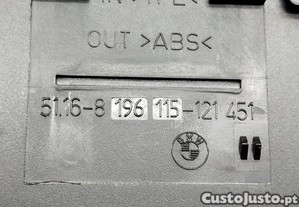 OUT >ABS<
51.16-8 196 115-121 451
BMW
CustoJusto.pt